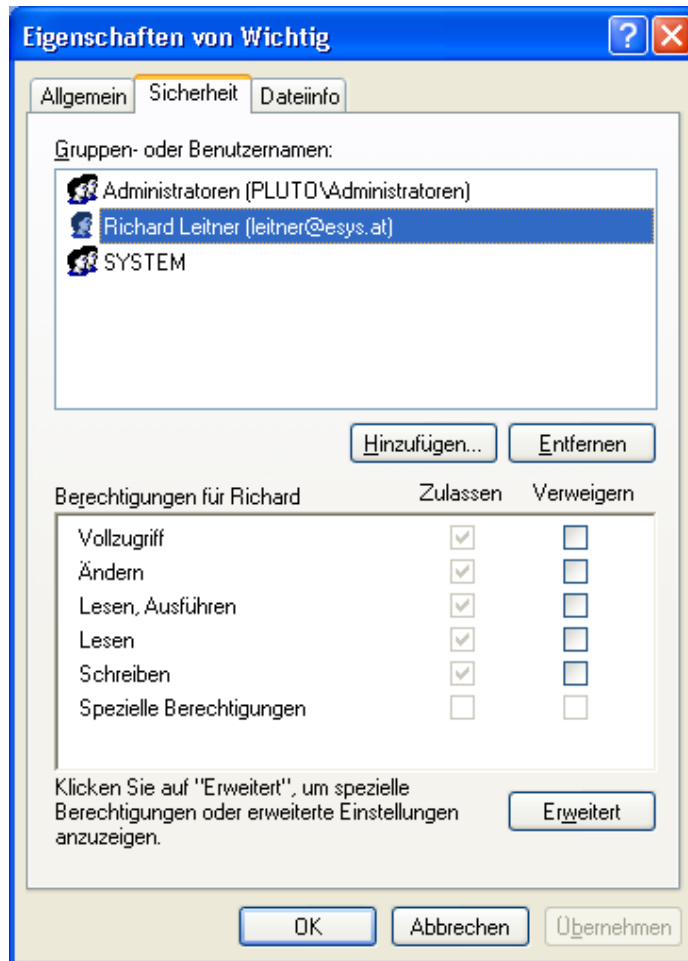 Eigenschaften von Wichtig
Allgemein Sicherheit Dateiinfo
Gruppen- oder Benutzernamen:
Administratoren (PLUTO\Administratoren)
Richard Leitner (leitner@esys.at)
SYSTEM
Hinzufügen... Entfernen
Berechtigungen für Richard Zulassen Verweigern
Vollzugriff
Ändern
Lesen, Ausführen
Lesen
Schreiben
Spezielle Berechtigungen
Klicken Sie auf "Erweitert", um spezielle
Berechtigungen oder erweiterte Einstellungen
anzuzeigen.
Erweitert
OK Abbrechen Übernehmen